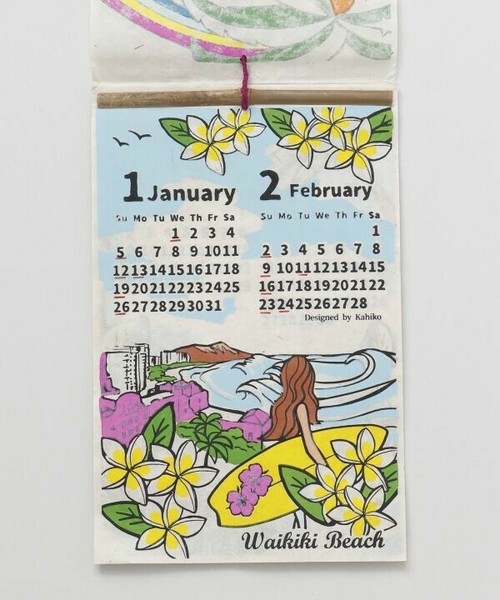 1 January
Su Mo Tu We Th Fr Sa
1 2 3 4
5 6 7 8 9 10 11
12 13 14 15 16 17 18
19 20 21 22 23 24 25
26 27 28 29 30 31
2 February
Su Mo Tu We Th Fr Sa
1
2 3 4 5 6 7 8
9 10 11 12 13 14 15
16 17 18 19 20 21 22
23 24 25 26 27 28
Designed by Kahiko
Waikiki Beach